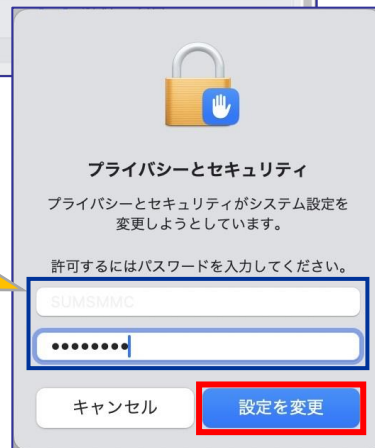 プライバシーとセキュリティ
プライバシーとセキュリティがシステム設定を
変更しようとしています。
許可するにはパスワードを入力してください。
SUMSMMC
••••••••
キャンセル
設定を変更